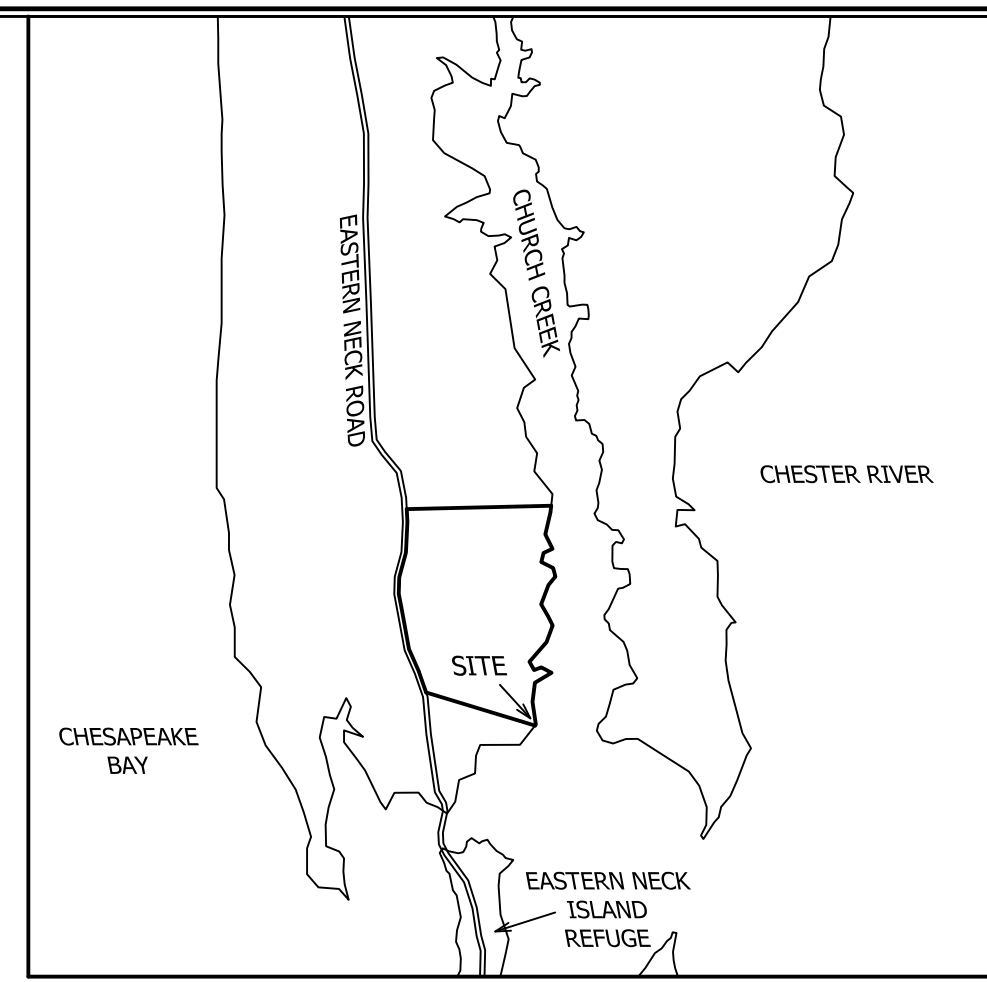 EASTERN NECK ROAD
CHURCH CREEK
CHESTER RIVER
SITE
CHESAPEAKE
BAY
EASTERN NECK
ISLAND
REFUGE